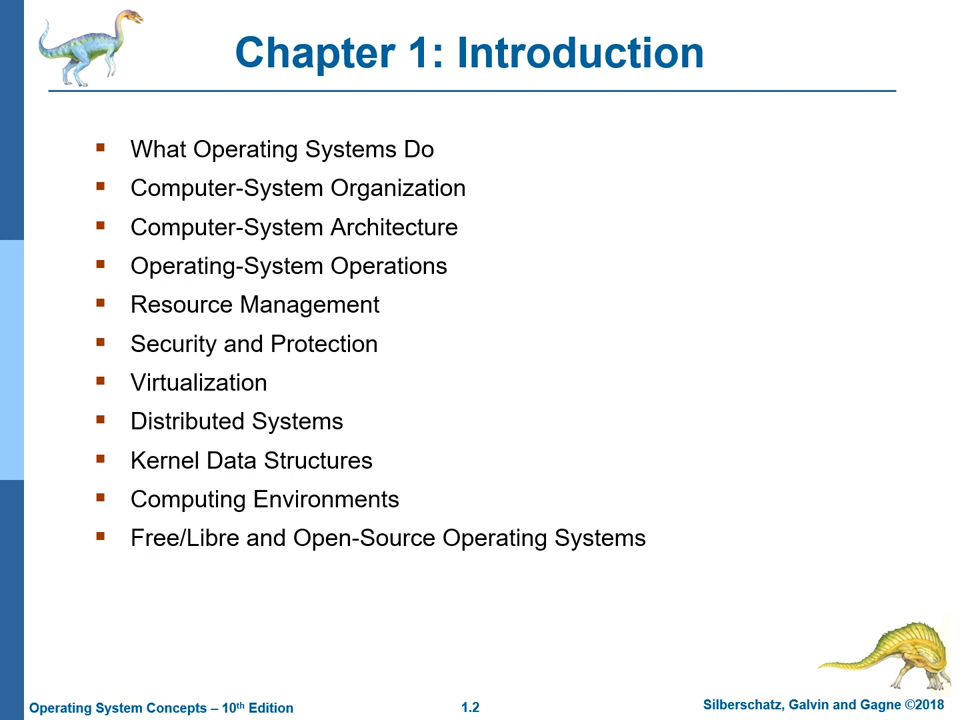 Chapter 1: Introduction
▪ What Operating Systems Do
▪ Computer-System Organization
▪ Computer-System Architecture
▪ Operating-System Operations
▪ Resource Management
▪ Security and Protection
▪ Virtualization
▪ Distributed Systems
▪ Kernel Data Structures
▪ Computing Environments
▪ Free/Libre and Open-Source Operating Systems
Operating System Concepts – 10th Edition
1.2
Silberschatz, Galvin and Gagne ©2018